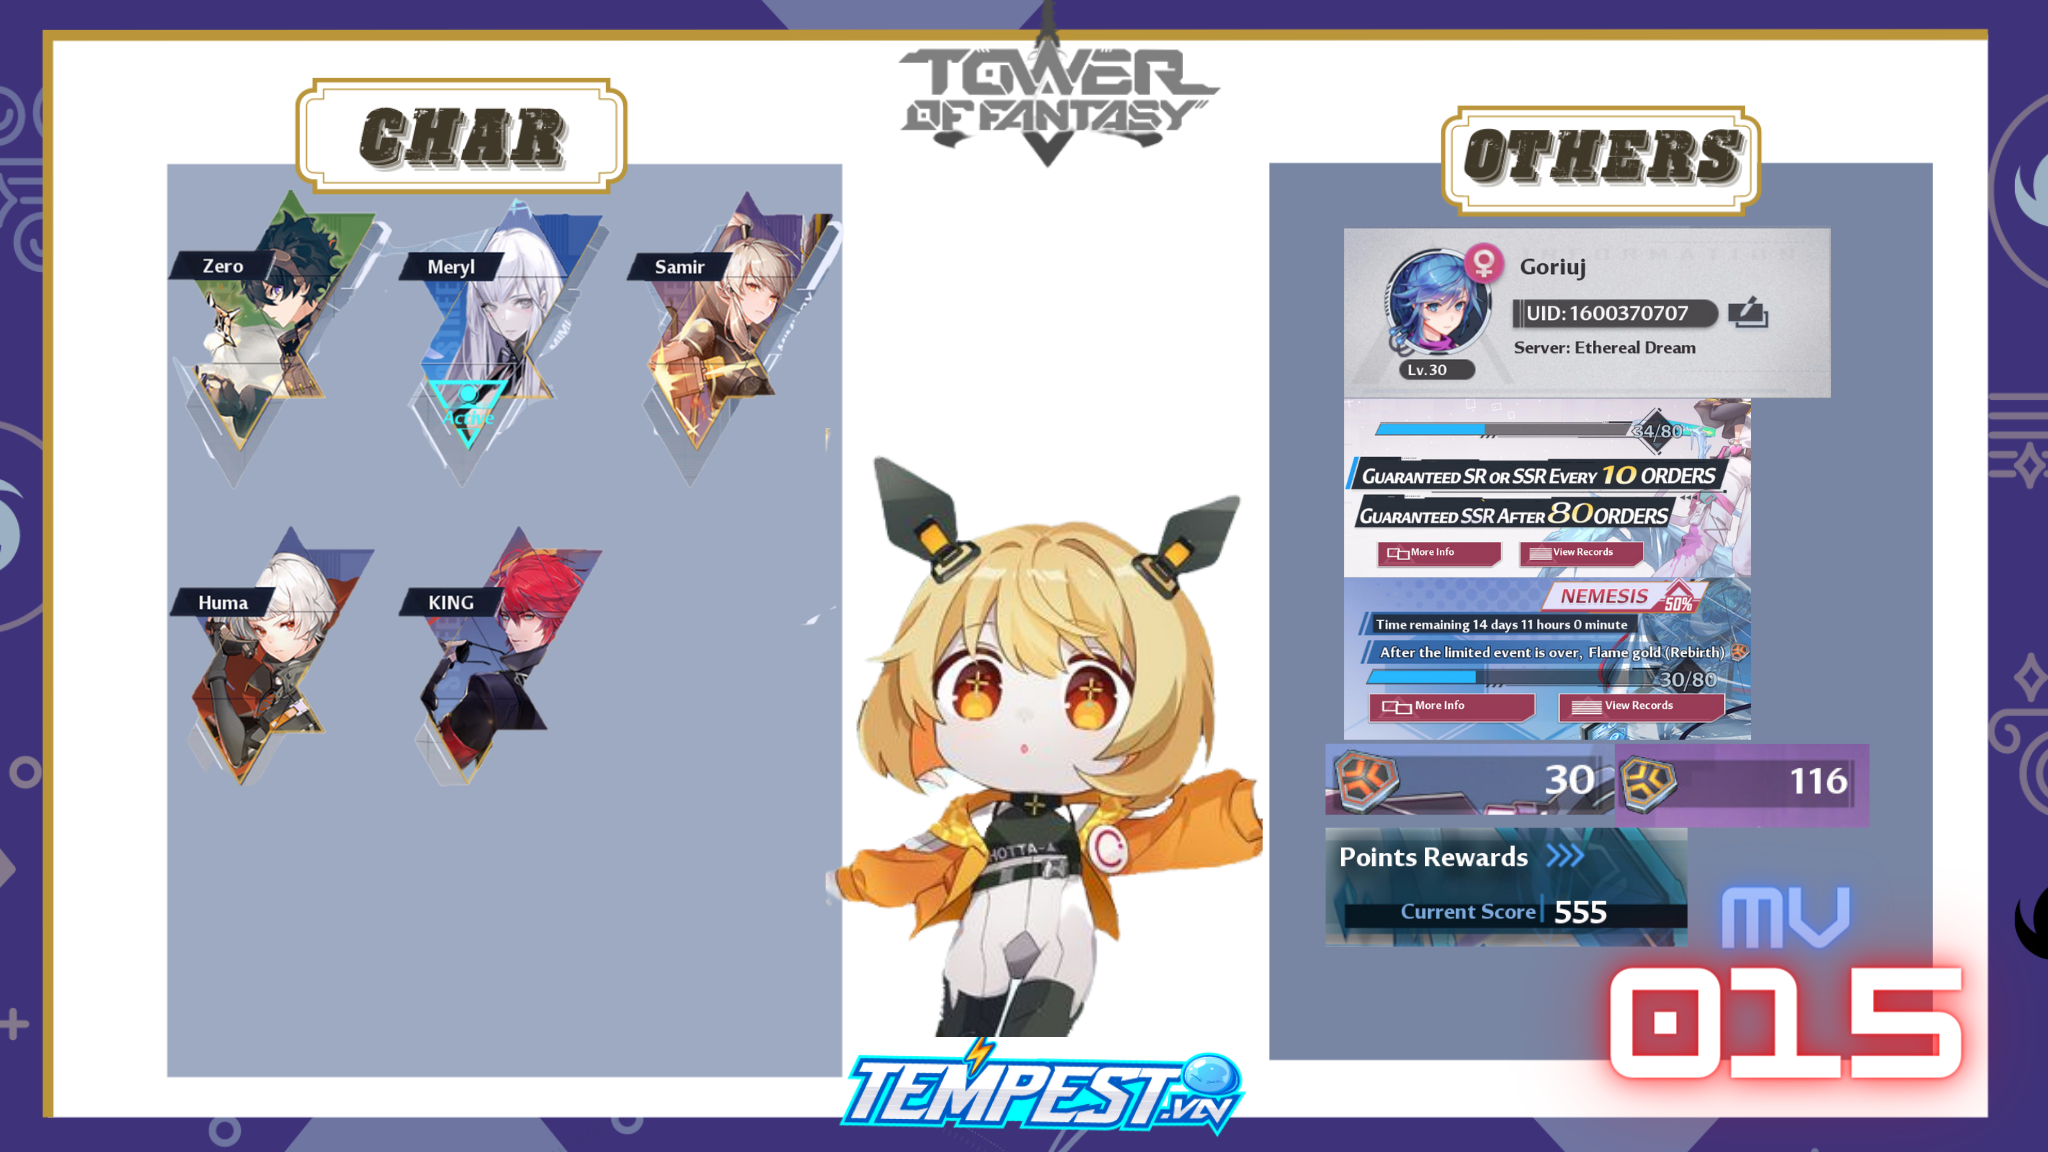 TOWER
OF FANTASY
CHAR
Zero
Meryl
Samir
Active
Huma
KING
OTHERS
Goriuj
UID: 1600370707
Server: Ethereal Dream
Lv.30
34/80
GUARANTEED SR OR SSR EVERY 10 ORDERS
GUARANTEED SSR AFTER 80 ORDERS
More Info
View Records
NEMESIS
50%
Time remaining 14 days 11 hours 0 minute
After the limited event is over, Flame gold (Rebirth)
30/80
More Info
View Records
30
116
Points Rewards
Current Score
555
HOTTA-
MV
015
TEMPEST.VN